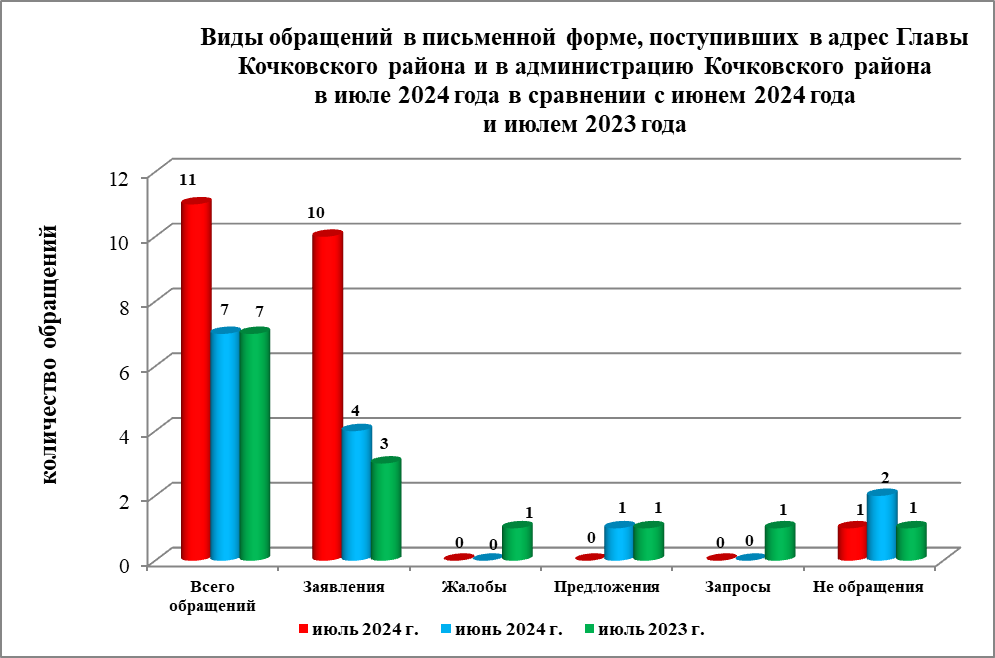 Виды обращений в письменной форме, поступивших в адрес Главы
Кочковского района и в администрацию Кочковского района
в июле 2024 года в сравнении с июнем 2024 года
и июлем 2023 года
количество обращений
12
10
8
6
4
2
0
11
7
7
10
4
3
0
0
1
0
1
1
0
0
1
1
2
1
Всего
обращений
Заявления
Жалобы
Предложения
Запросы
Не обращения
июль 2024 г.
июнь 2024 г.
июль 2023 г.